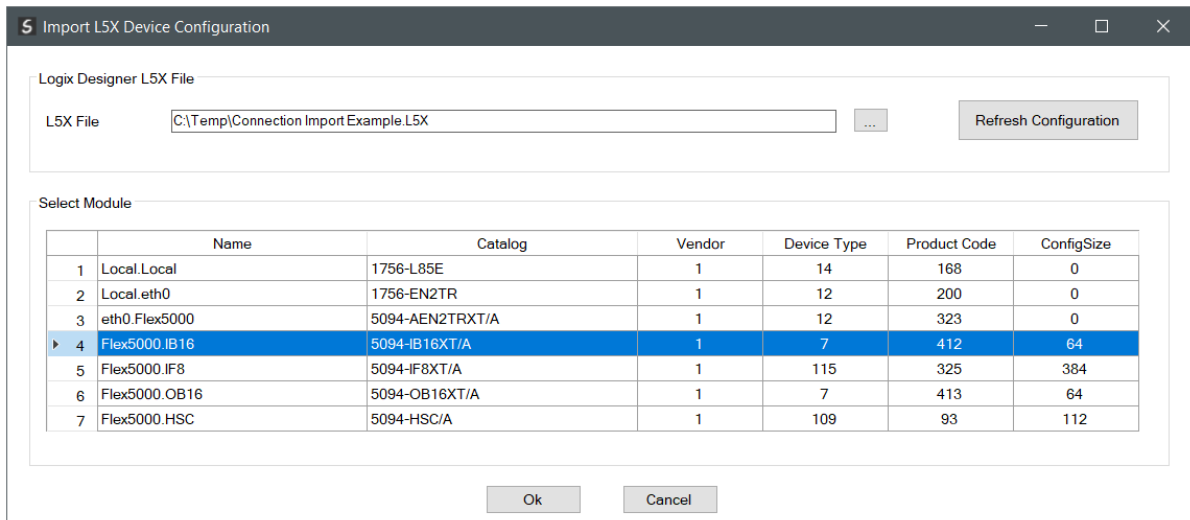 S Import L5X Device Configuration
Logix Designer L5X File
L5X File C:\Temp\Connection Import Example.L5X ... Refresh Configuration
Select Module
Name Catalog Vendor Device Type Product Code ConfigSize
1 Local.Local 1756-L85E 1 14 168 0
2 Local.eth0 1756-EN2TR 1 12 200 0
3 eth0.Flex5000 5094-AEN2TRXT/A 1 12 323 0
4 Flex5000.IB16 5094-IB16XT/A 1 7 412 64
5 Flex5000.IF8 5094-IF8XT/A 1 115 325 384
6 Flex5000.OB16 5094-OB16XT/A 1 7 413 64
7 Flex5000.HSC 5094-HSC/A 1 109 93 112
Ok Cancel